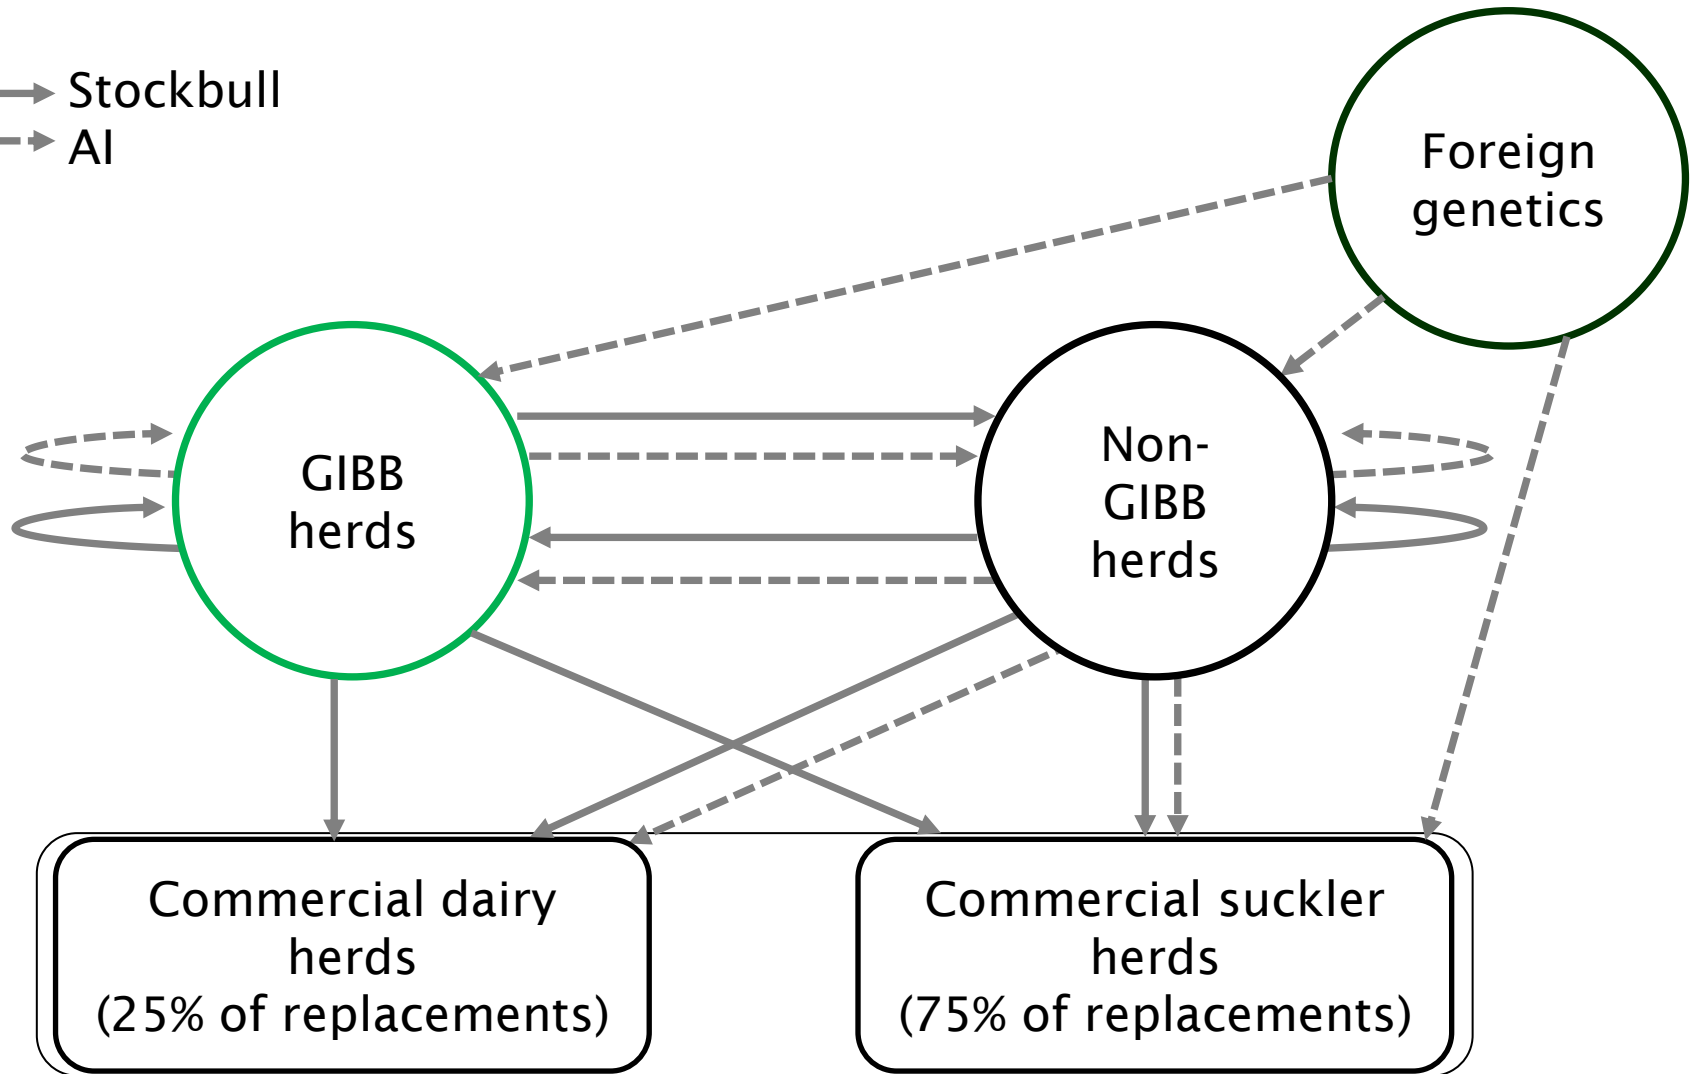 Stockbull
AI
Foreign
genetics
GIBB
herds
Non-
GIBB
herds
Commercial dairy
herds
(25% of replacements)
Commercial suckler
herds
(75% of replacements)